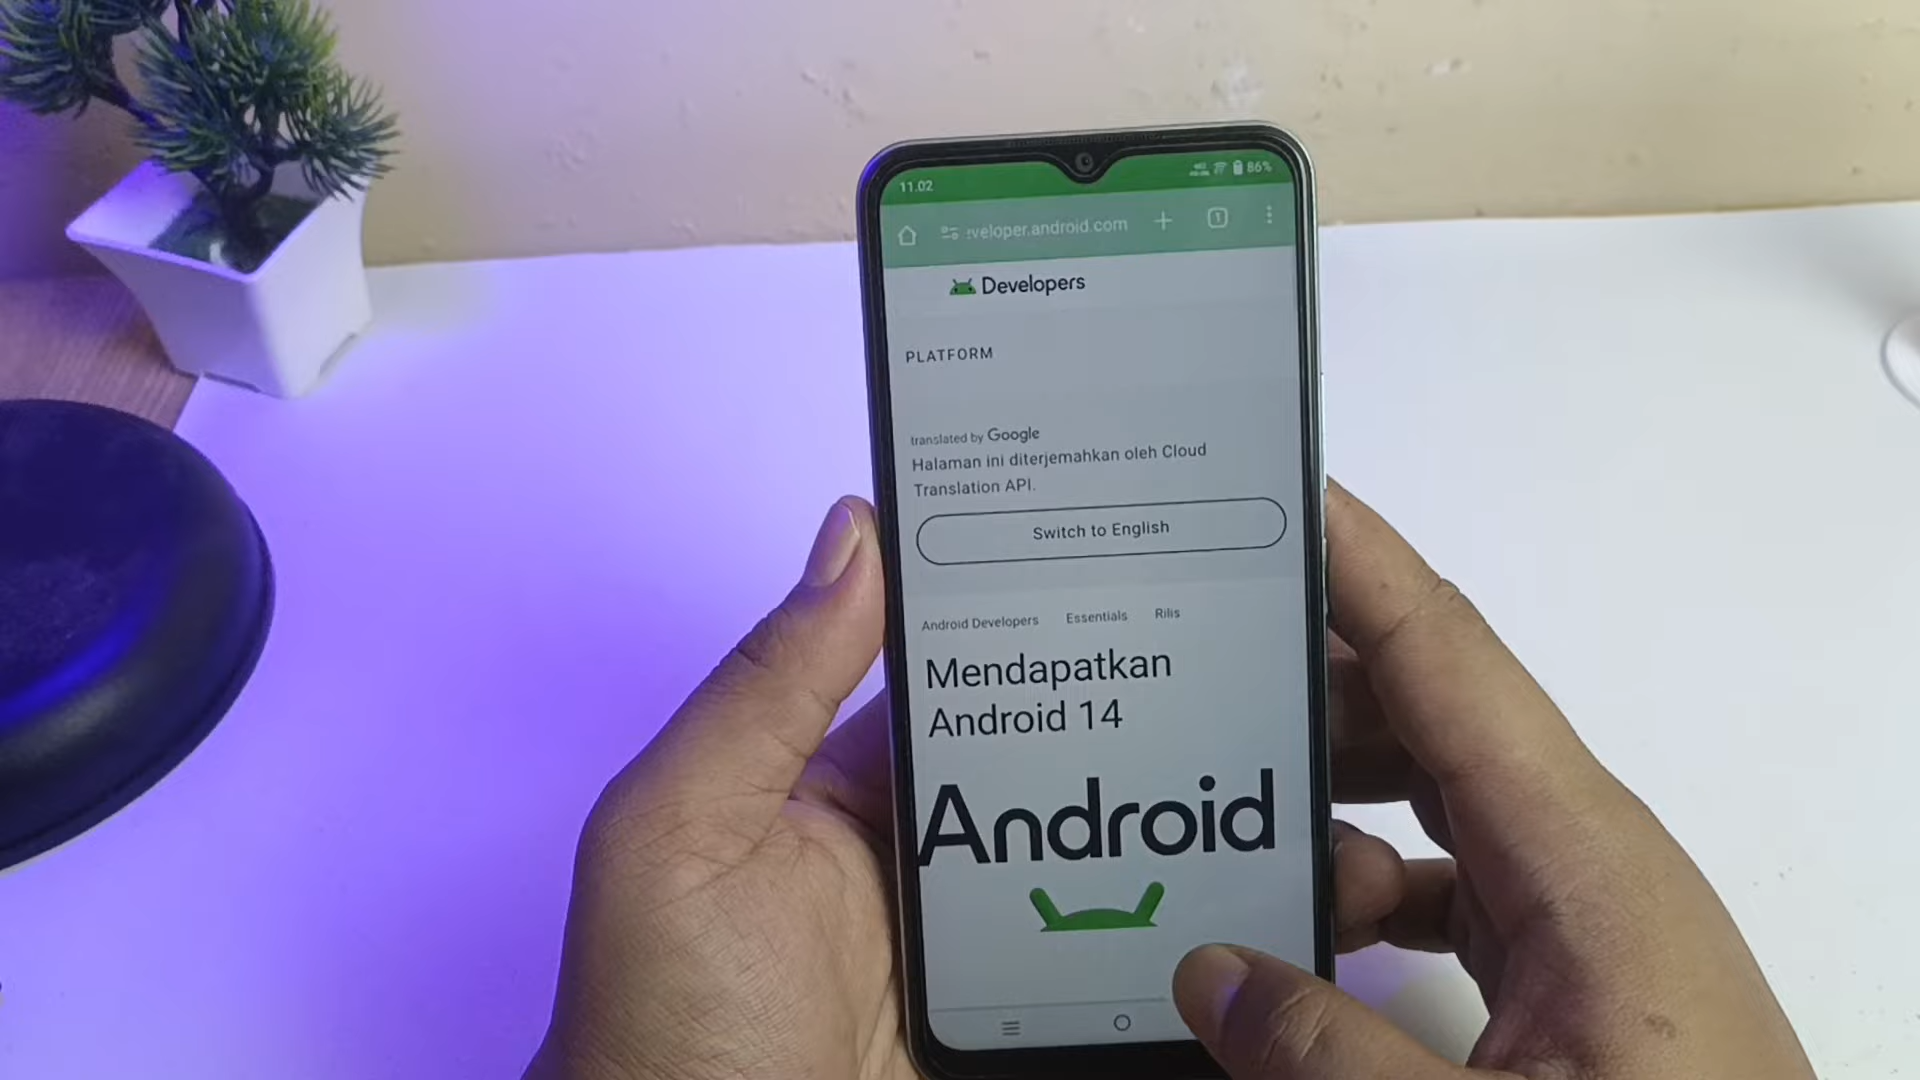 11.02
86%
veloper.android.com
1
Developers
PLATFORM
translated by Google
Halaman ini diterjemahkan oleh Cloud
Translation API.
Switch to English
Android Developers Essentials Rilis
Mendapatkan
Android 14
Android